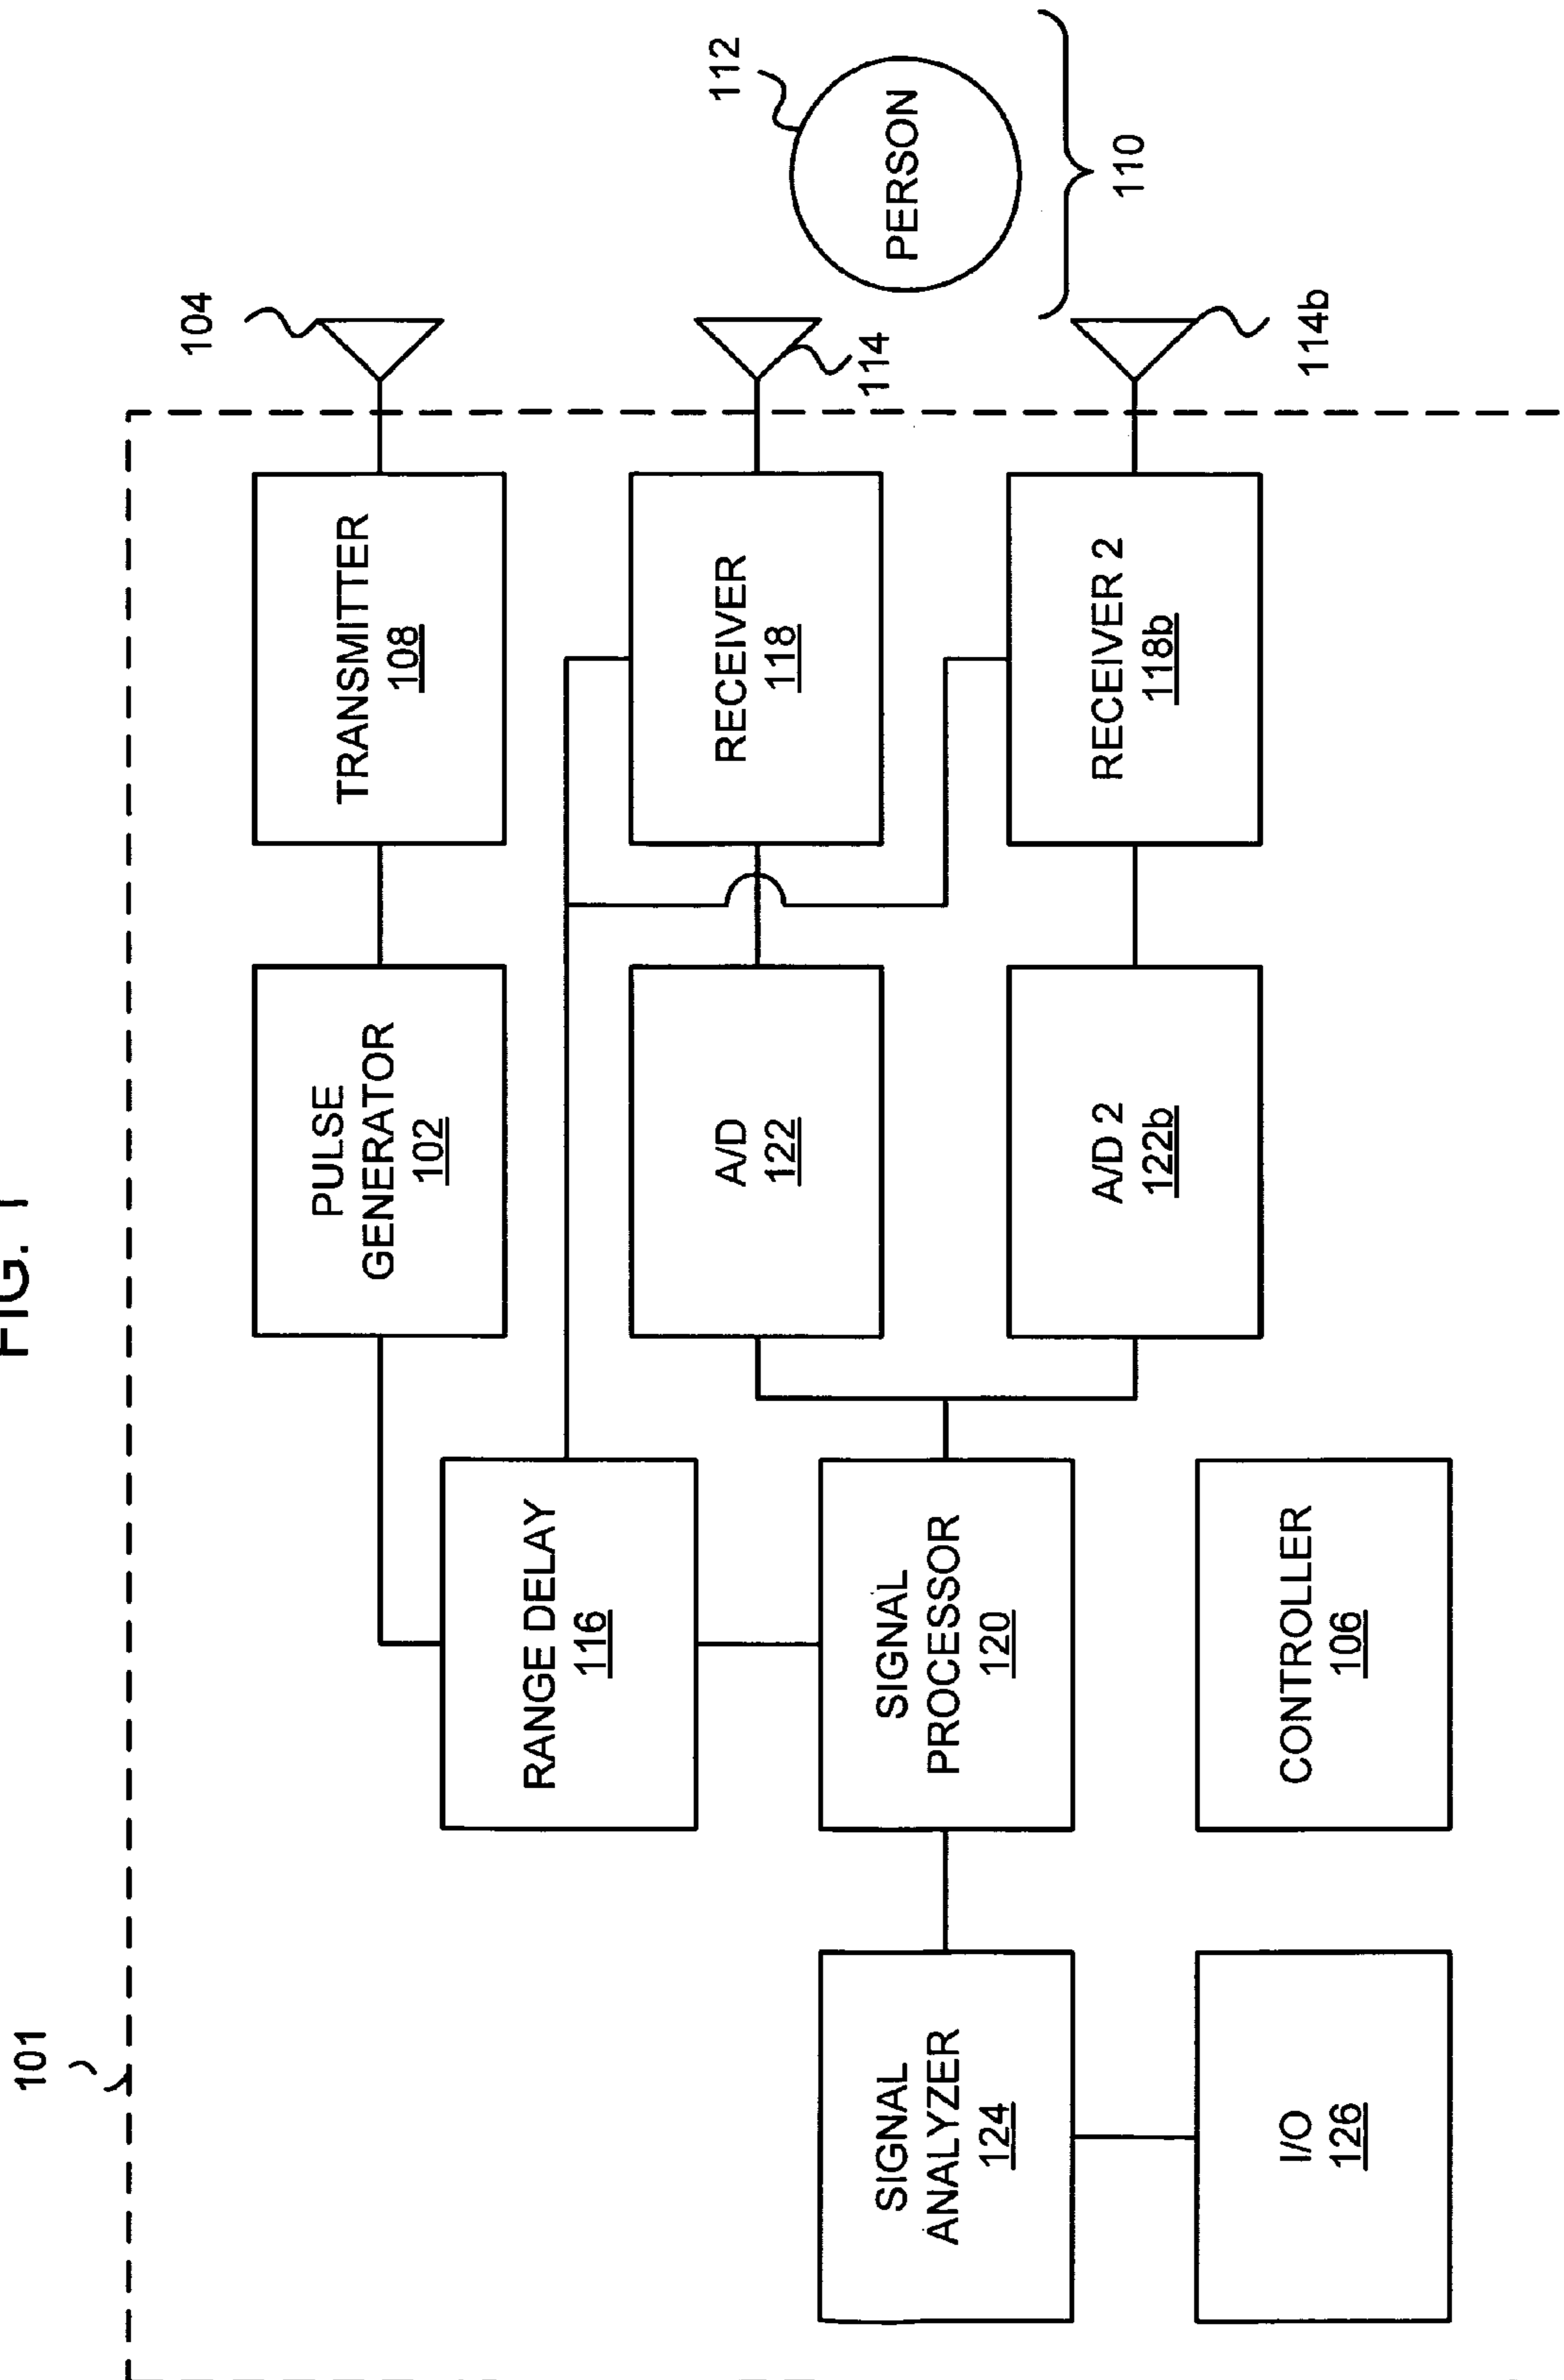 FIG. 1
101
104
TRANSMITTER
108
PULSE
GENERATOR
102
RANGE DELAY
116
112
PERSON
110
114
RECEIVER
118
A/D
122
SIGNAL
PROCESSOR
120
SIGNAL
ANALYZER
124
114b
RECEIVER 2
118b
A/D 2
122b
CONTROLLER
106
I/O
126